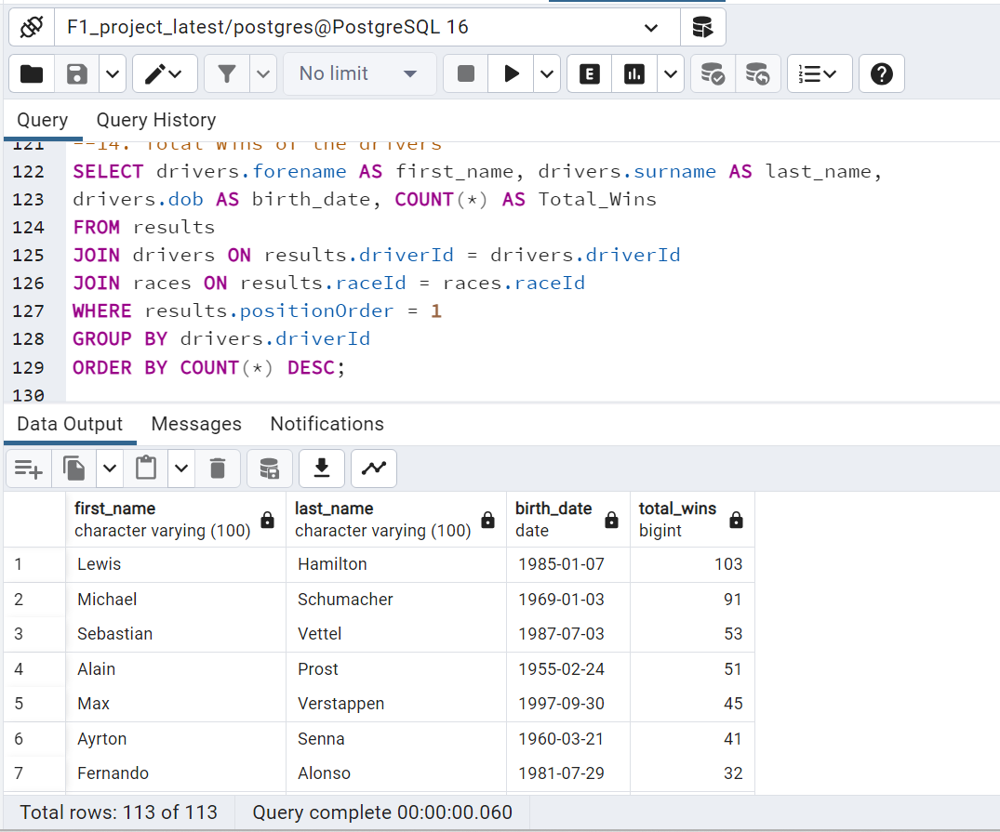 F1_project_latest/postgres@PostgreSQL 16
No limit
E
Query Query History
121 --14. Total Wins of the drivers
122 SELECT drivers.forename AS first_name, drivers.surname AS last_name,
123 drivers.dob AS birth_date, COUNT(*) AS Total_Wins
124 FROM results
125 JOIN drivers ON results.driverId = drivers.driverId
126 JOIN races ON results.raceId = races.raceId
127 WHERE results.positionOrder = 1
128 GROUP BY drivers.driverId
129 ORDER BY COUNT(*) DESC;
130
Data Output Messages Notifications
first_name last_name birth_date total_wins
character varying (100) character varying (100) date bigint
1 Lewis Hamilton 1985-01-07 103
2 Michael Schumacher 1969-01-03 91
3 Sebastian Vettel 1987-07-03 53
4 Alain Prost 1955-02-24 51
5 Max Verstappen 1997-09-30 45
6 Ayrton Senna 1960-03-21 41
7 Fernando Alonso 1981-07-29 32
Total rows: 113 of 113 Query complete 00:00:00.060